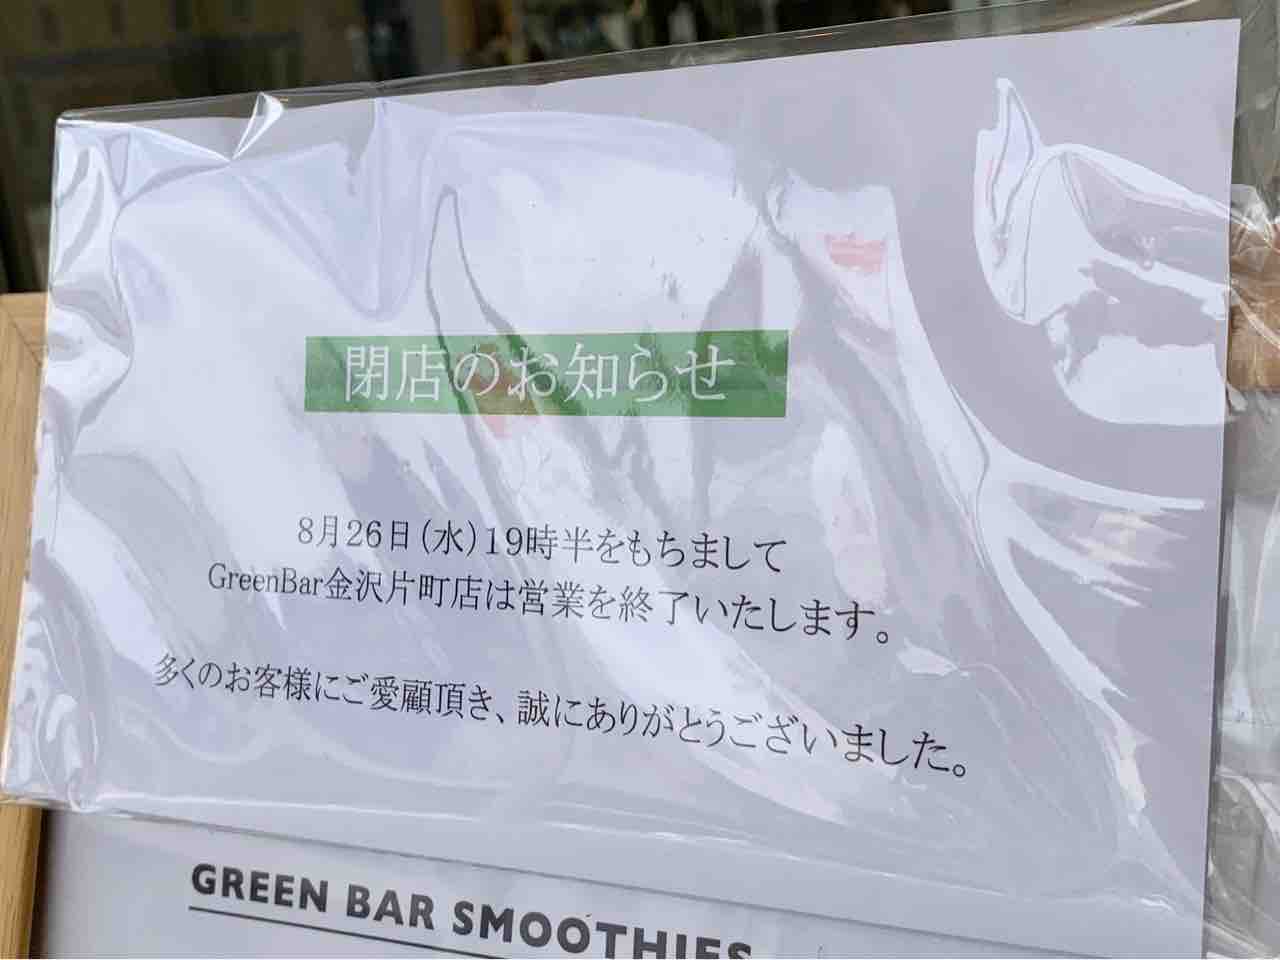 閉店のお知らせ
8月26日(水)19時半をもちまして
GreenBar金沢片町店は営業を終了いたします。
多くのお客様にご愛顧頂き、誠にありがとうございました。
GREEN BAR SMOOTHIES